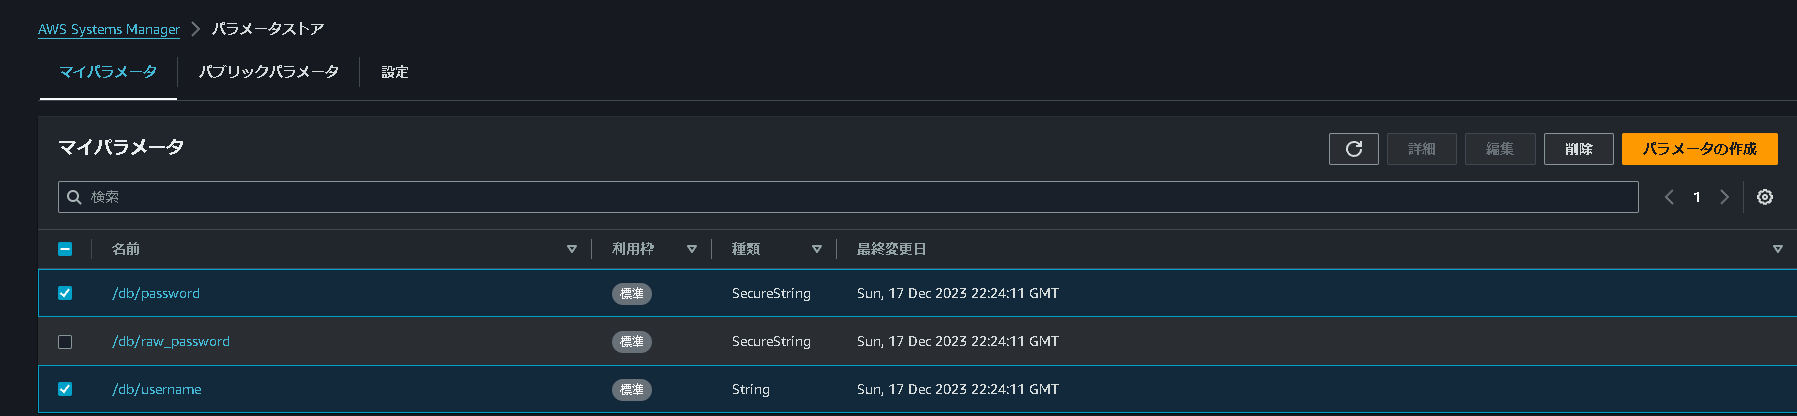 AWS Systems Manager > パラメータストア
マイパラメータ パブリックパラメータ 設定
マイパラメータ 詳細 編集 削除 パラメータの作成
検索 1
名前 利用枠 種類 最終変更日
/db/password 標準 SecureString Sun, 17 Dec 2023 22:24:11 GMT
/db/raw_password 標準 SecureString Sun, 17 Dec 2023 22:24:11 GMT
/db/username 標準 String Sun, 17 Dec 2023 22:24:11 GMT